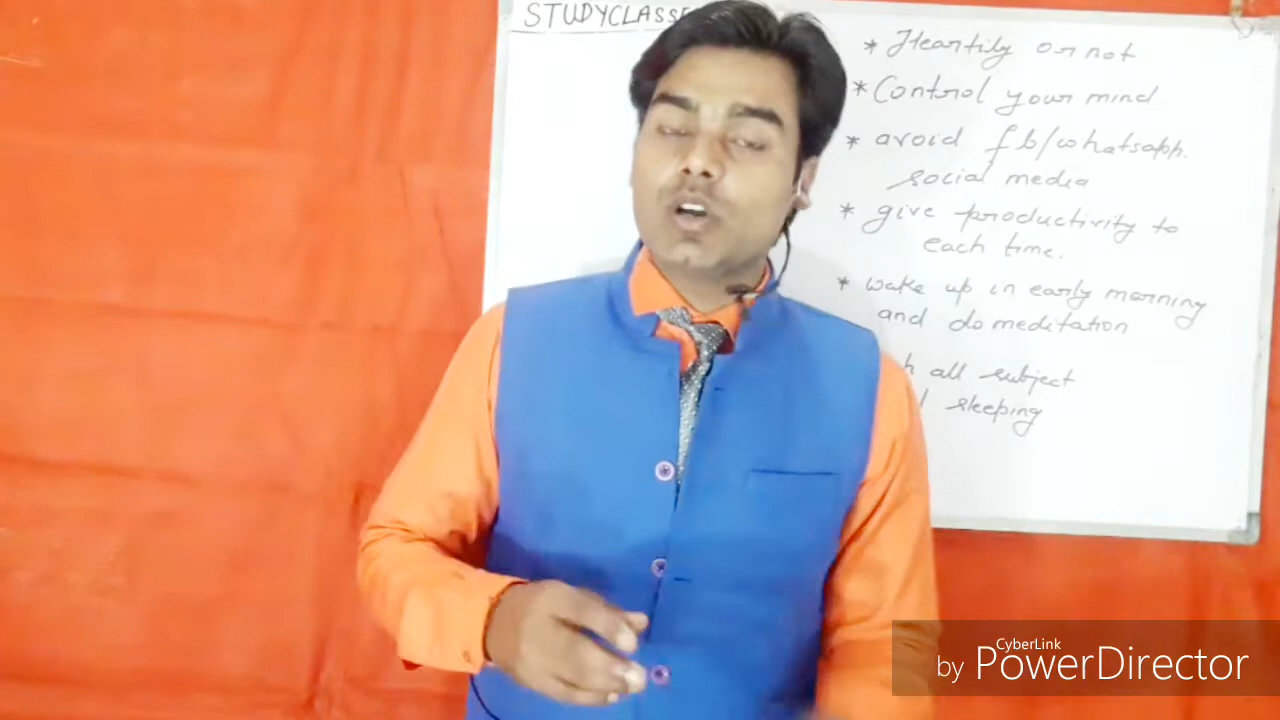 STUDYCLASSE
* Heartily or not
* Control your mind
* avoid fb/whatsapp.
social media
* give productivity to
each time.
* wake up in early morning
and do meditation
all subject
sleeping
CyberLink
by PowerDirector